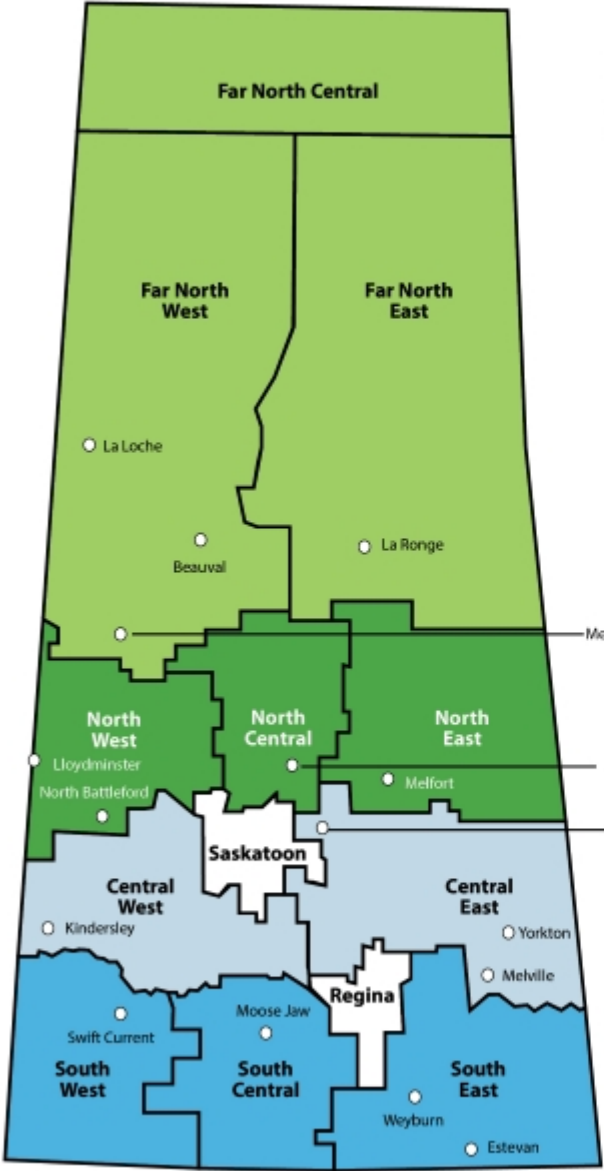 Far North Central
Far North
West
Far North
East
La Loche
Beauval
La Ronge
North
West
North
Central
North
East
Lloydminster
Melfort
North Battleford
Saskatoon
Central
West
Central
East
Kindersley
Yorkton
Melville
Regina
Moose Jaw
Swift Current
South
West
South
Central
South
East
Weyburn
Estevan